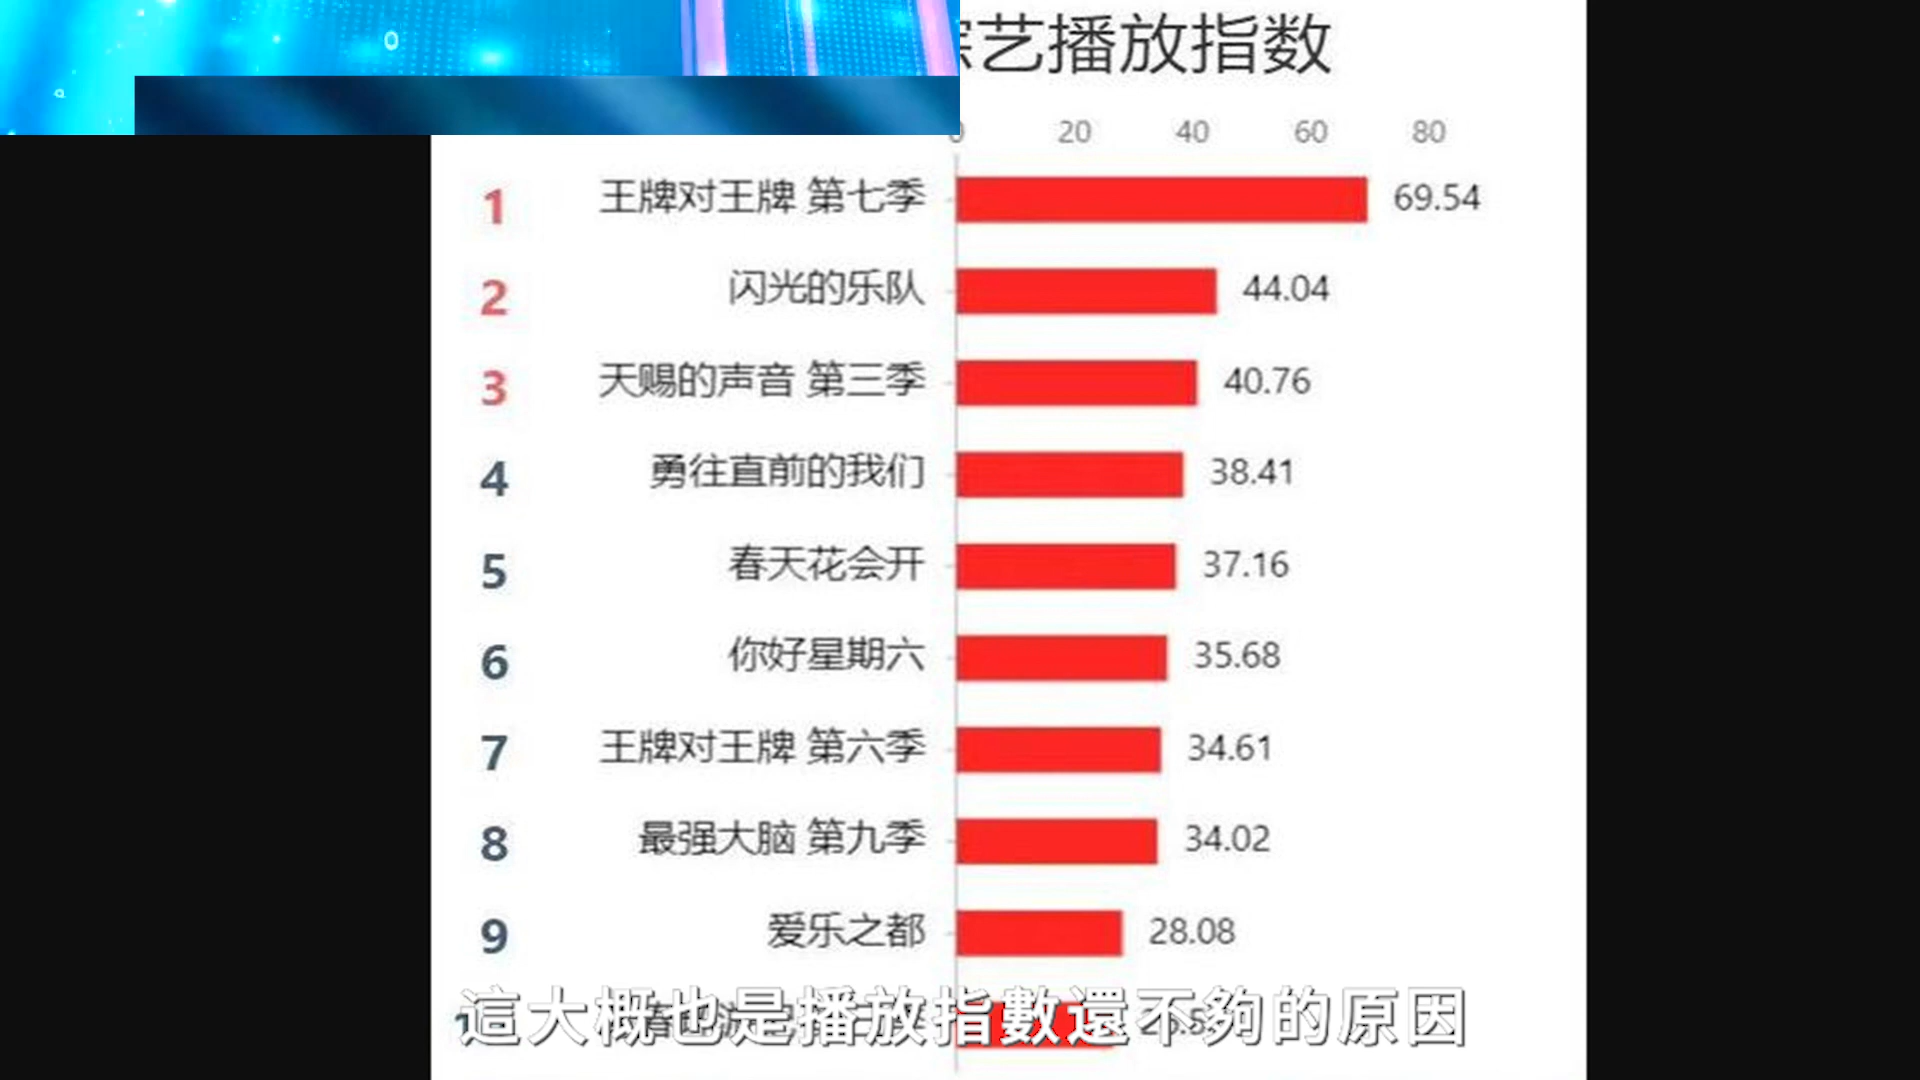 艺播放指数
0 20 40 60 80
1 王牌对王牌 第七季 69.54
2 闪光的乐队 44.04
3 天赐的声音 第三季 40.76
4 勇往直前的我们 38.41
5 春天花会开 37.16
6 你好星期六 35.68
7 王牌对王牌 第六季 34.61
8 最强大脑 第九季 34.02
9 爱乐之都 28.08
這大概也是播放指數還不夠的原因